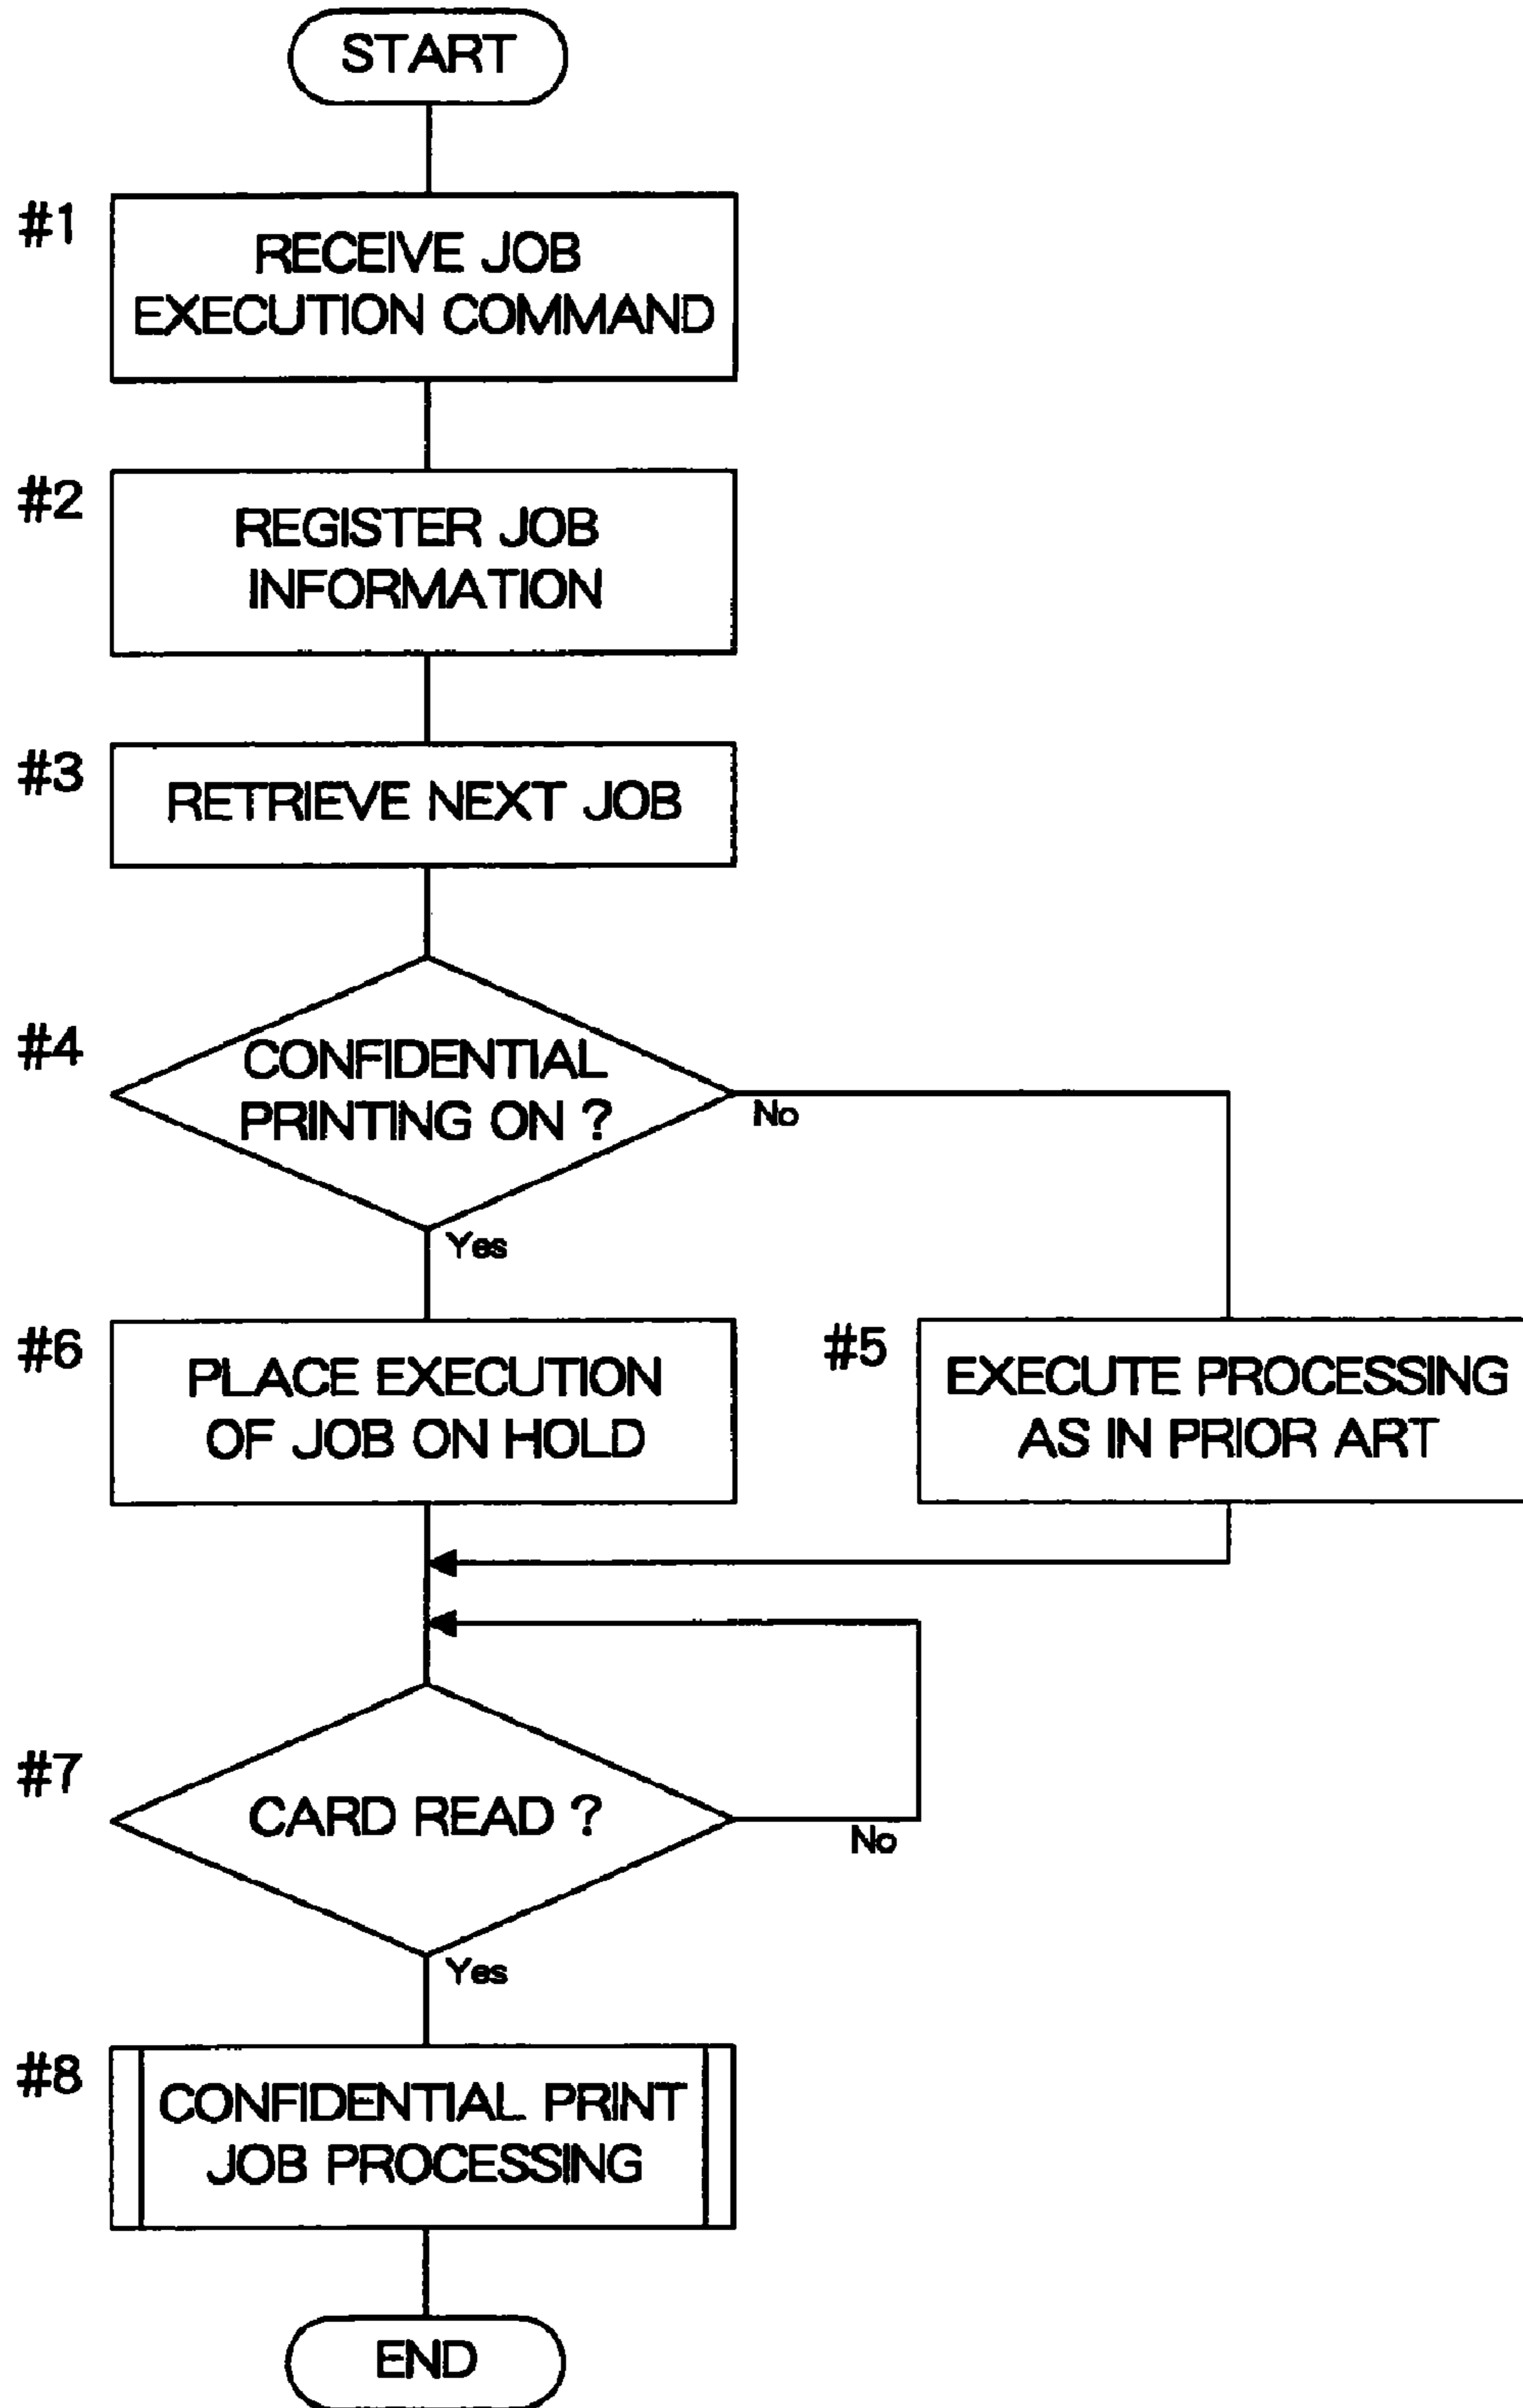 START
#1
RECEIVE JOB
EXECUTION COMMAND
#2
REGISTER JOB
INFORMATION
#3
RETRIEVE NEXT JOB
#4
CONFIDENTIAL
PRINTING ON ?
No
Yes
#6
PLACE EXECUTION
OF JOB ON HOLD
#5
EXECUTE PROCESSING
AS IN PRIOR ART
#7
CARD READ ?
No
Yes
#8
CONFIDENTIAL PRINT
JOB PROCESSING
END